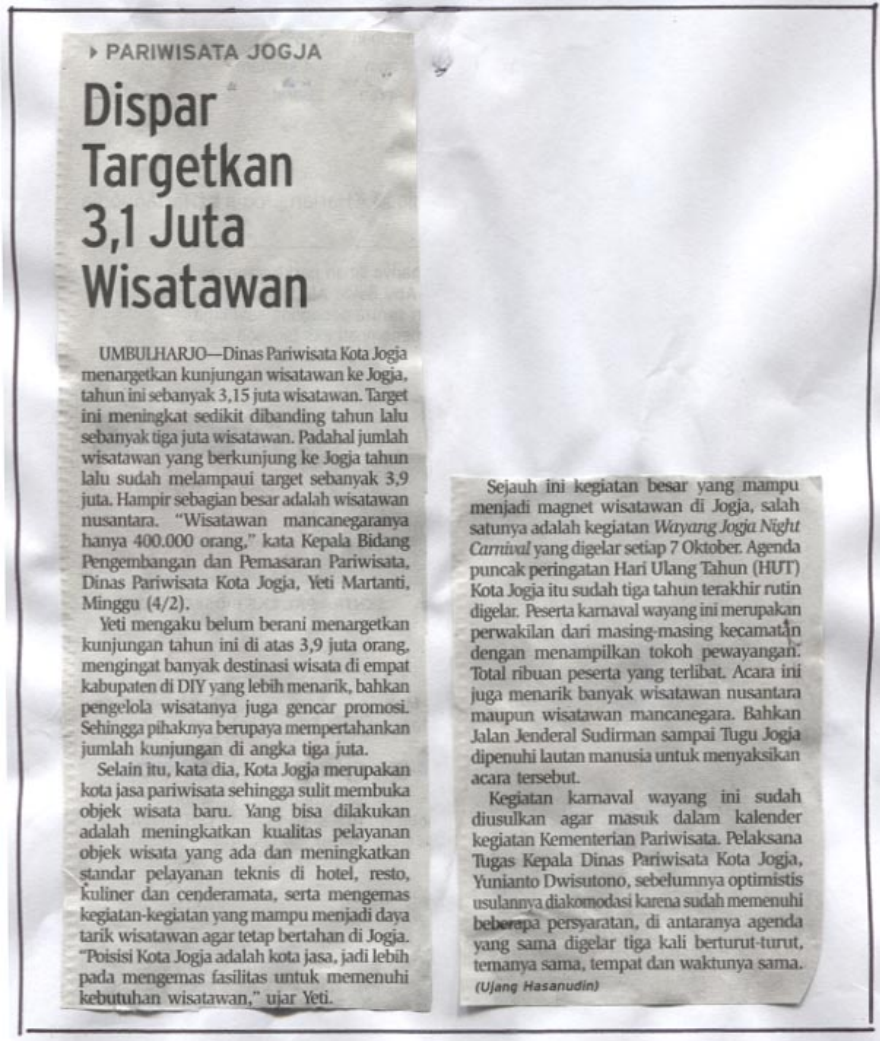 PARIWISATA JOGJA
Dispar
Targetkan
3,1 Juta
Wisatawan
UMBULHARJO—Dinas Pariwisata Kota Jogja
menargetkan kunjungan wisatawan ke Jogja,
tahun ini sebanyak 3,15 juta wisatawan. Target
ini meningkat sedikit dibanding tahun lalu
sebanyak tiga juta wisatawan. Padahal jumlah
wisatawan yang berkunjung ke Jogja tahun
lalu sudah melampaui target sebanyak 3,9
juta. Hampir sebagian besar adalah wisatawan
nusantara. “Wisatawan mancanegaranya
hanya 400.000 orang,” kata Kepala Bidang
Pengembangan dan Pemasaran Pariwisata,
Dinas Pariwisata Kota Jogja, Yeti Martanti,
Minggu (4/2).
Yeti mengaku belum berani menargetkan
kunjungan tahun ini di atas 3,9 juta orang,
mengingat banyak destinasi wisata di empat
kabupaten di DIY yang lebih menarik, bahkan
pengelola wisatanya juga gencar promosi.
Sehingga pihaknya berupaya mempertahankan
jumlah kunjungan di angka tiga juta.
Selain itu, kata dia, Kota Jogja merupakan
kota jasa pariwisata sehingga sulit membuka
objek wisata baru. Yang bisa dilakukan
adalah meningkatkan kualitas pelayanan
objek wisata yang ada dan meningkatkan
standar pelayanan teknis di hotel, resto,
kuliner dan cenderamata, serta mengemas
kegiatan-kegiatan yang mampu menjadi daya
tarik wisatawan agar tetap bertahan di Jogja.
“Poisisi Kota Jogja adalah kota jasa, jadi lebih
pada mengemas fasilitas untuk memenuhi
kebutuhan wisatawan,” ujar Yeti.
Sejauh ini kegiatan besar yang mampu
menjadi magnet wisatawan di Jogja, salah
satunya adalah kegiatan Wayang Jogja Night
Carnival yang digelar setiap 7 Oktober. Agenda
puncak peringatan Hari Ulang Tahun (HUT)
Kota Jogja itu sudah tiga tahun terakhir rutin
digelar. Peserta karnaval wayang ini merupakan
perwakilan dari masing-masing kecamatan
dengan menampilkan tokoh pewayangan.
Total ribuan peserta yang terlibat. Acara ini
juga menarik banyak wisatawan nusantara
maupun wisatawan mancanegara. Bahkan
Jalan Jenderal Sudirman sampai Tugu Jogja
dipenuhi lautan manusia untuk menyaksikan
acara tersebut.
Kegiatan karnaval wayang ini sudah
diusulkan agar masuk dalam kalender
kegiatan Kementerian Pariwisata. Pelaksana
Tugas Kepala Dinas Pariwisata Kota Jogja,
Yunianto Dwisutono, sebelumnya optimistis
usulannya diakomodasi karena sudah memenuhi
beberapa persyaratan, di antaranya agenda
yang sama digelar tiga kali berturut-turut,
temanya sama, tempat dan waktunya sama.
(Ujang Hasanudin)